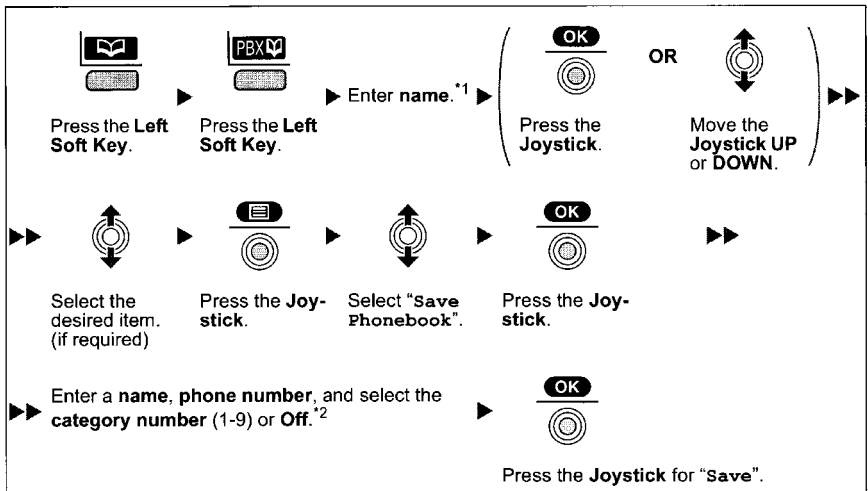 PBX
OK
OR
Press the Left
Soft Key.
Press the Left
Soft Key.
Enter name.*1
Press the
Joystick.
Move the
Joystick UP
or DOWN.
OK
Select the
desired item.
(if required)
Press the Joy-
stick.
Select "Save
Phonebook".
Press the Joy-
stick.
Enter a name, phone number, and select the
category number (1-9) or Off.*2
OK
Press the Joystick for "Save".